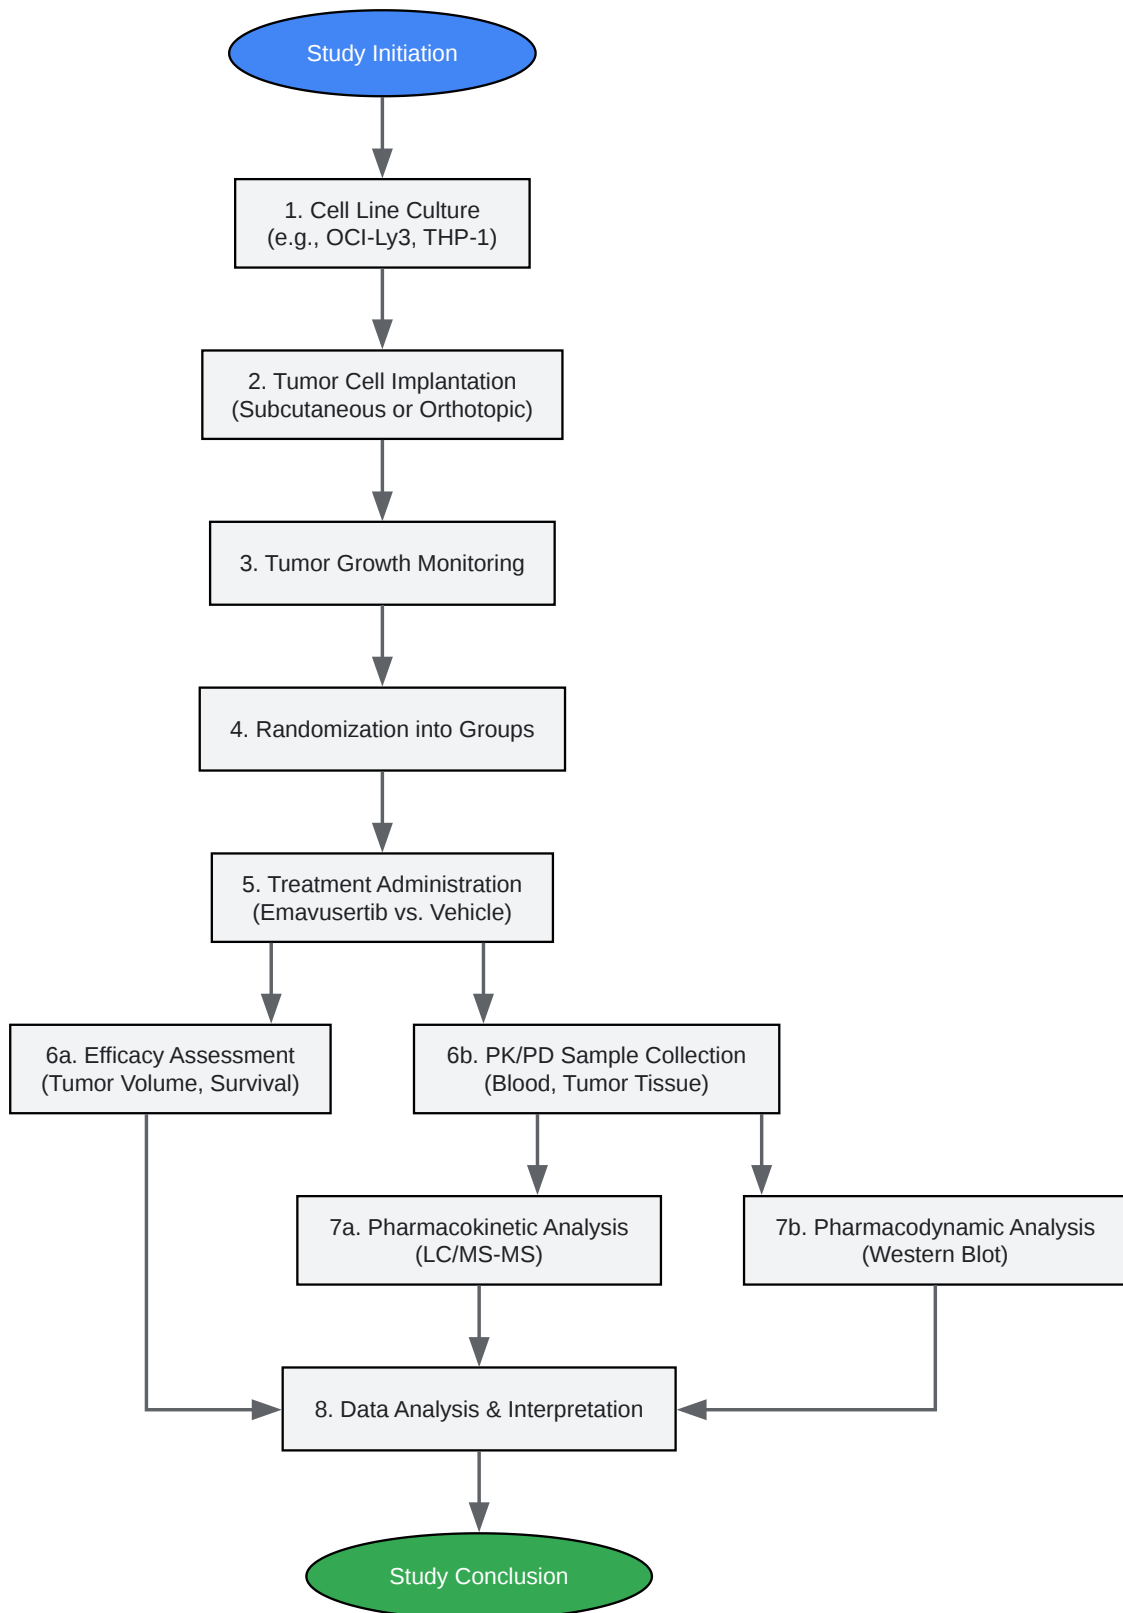 Study Initiation
1. Cell Line Culture
(e.g., OCI-Ly3, THP-1)
2. Tumor Cell Implantation
(Subcutaneous or Orthotopic)
3. Tumor Growth Monitoring
4. Randomization into Groups
5. Treatment Administration
(Emavusertib vs. Vehicle)
6a. Efficacy Assessment
(Tumor Volume, Survival)
6b. PK/PD Sample Collection
(Blood, Tumor Tissue)
7a. Pharmacokinetic Analysis
(LC/MS-MS)
7b. Pharmacodynamic Analysis
(Western Blot)
8. Data Analysis & Interpretation
Study Conclusion